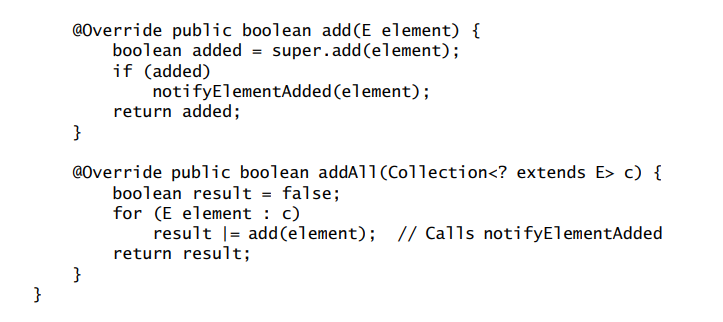 @Override public boolean add(E element) {
boolean added = super.add(element);
if (added)
notifyElementAdded(element);
return added;
}
@Override public boolean addAll(Collection<? extends E> c) {
boolean result = false;
for (E element : c)
result |= add(element);  // Calls notifyElementAdded
return result;
}
}